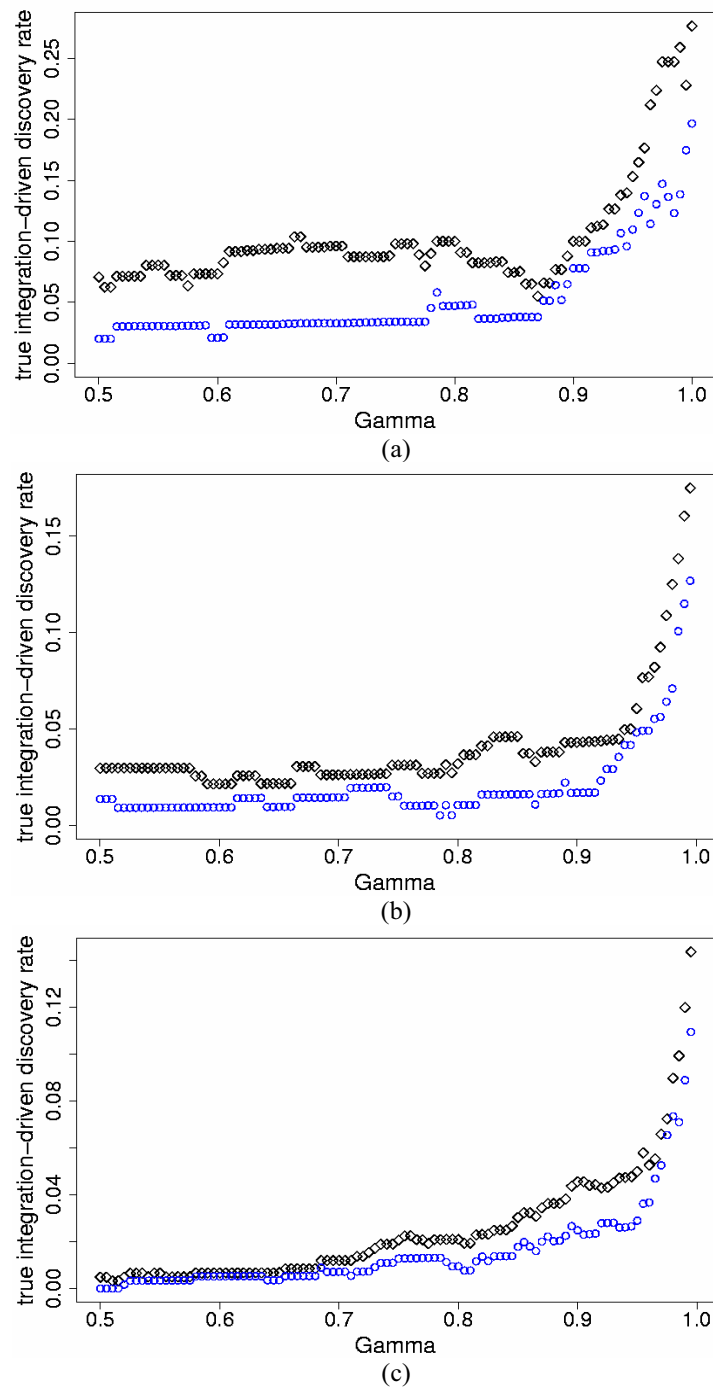 true integration-driven discovery rate
0.25
0.20
0.15
0.10
0.05
0.00
0.5 0.6 0.7 0.8 0.9 1.0
Gamma
(a)
true integration-driven discovery rate
0.15
0.10
0.05
0.00
0.5 0.6 0.7 0.8 0.9 1.0
Gamma
(b)
true integration-driven discovery rate
0.12
0.08
0.04
0.00
0.5 0.6 0.7 0.8 0.9 1.0
Gamma
(c)